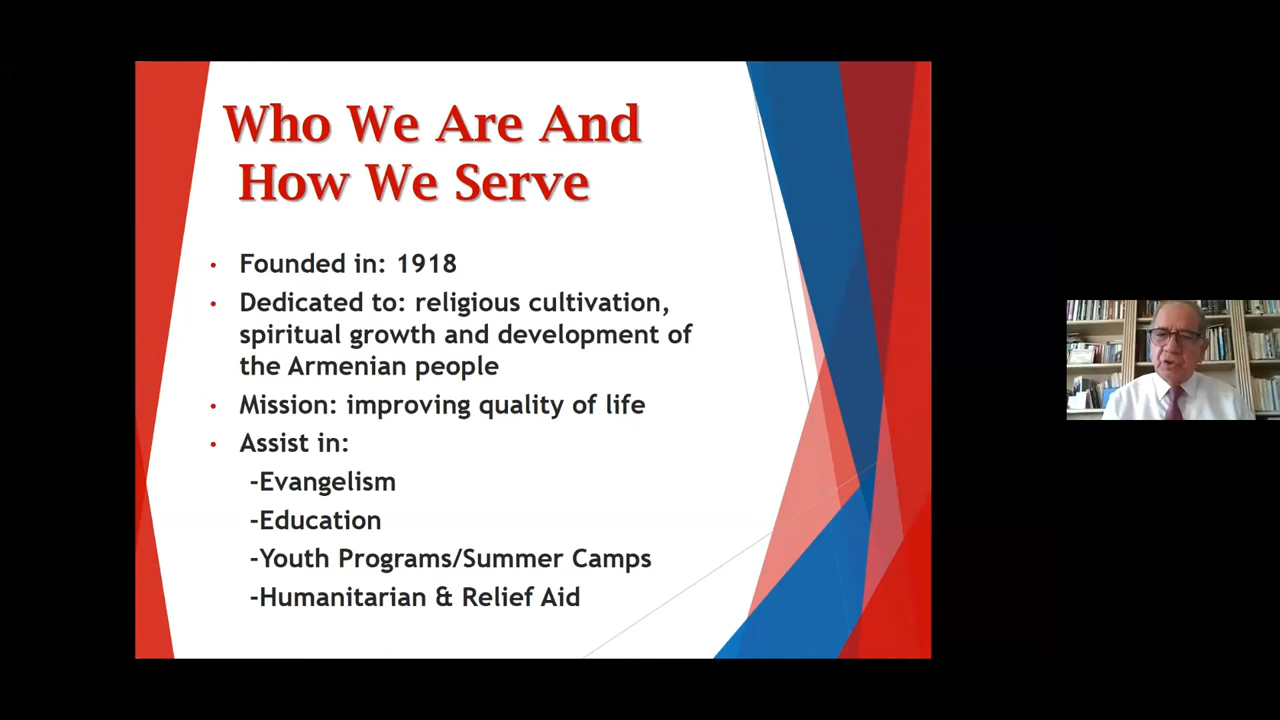 Who We Are And
How We Serve
• Founded in: 1918
• Dedicated to: religious cultivation,
spiritual growth and development of
the Armenian people
• Mission: improving quality of life
• Assist in:
-Evangelism
-Education
-Youth Programs/Summer Camps
-Humanitarian & Relief Aid